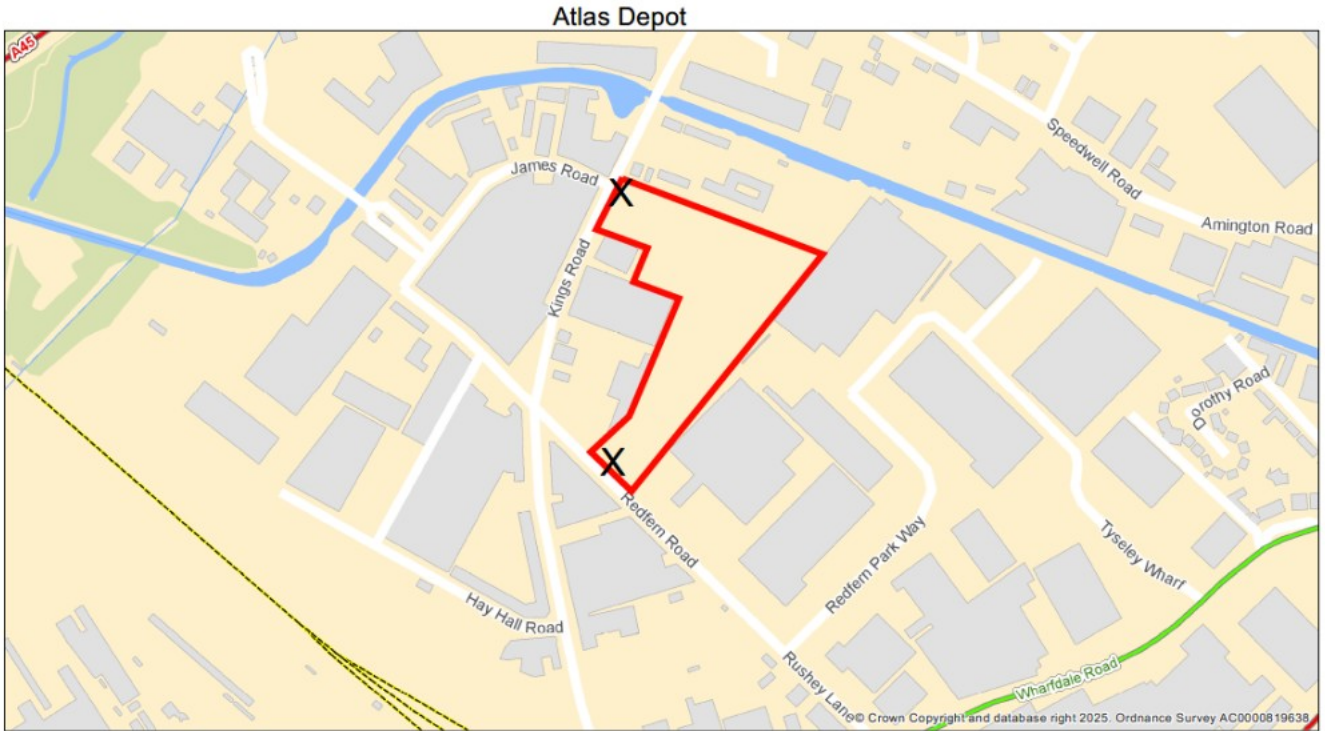 Atlas Depot
A45
James Road
X
Speedwell Road
Amington Road
Kings Road
Dorothy Road
X
Redfern Road
Redfern Park Way
Tyseley Wharf
Hay Hall Road
Rushey Lane
Wharfdale Road
© Crown Copyright and database right 2025. Ordnance Survey AC0000819638